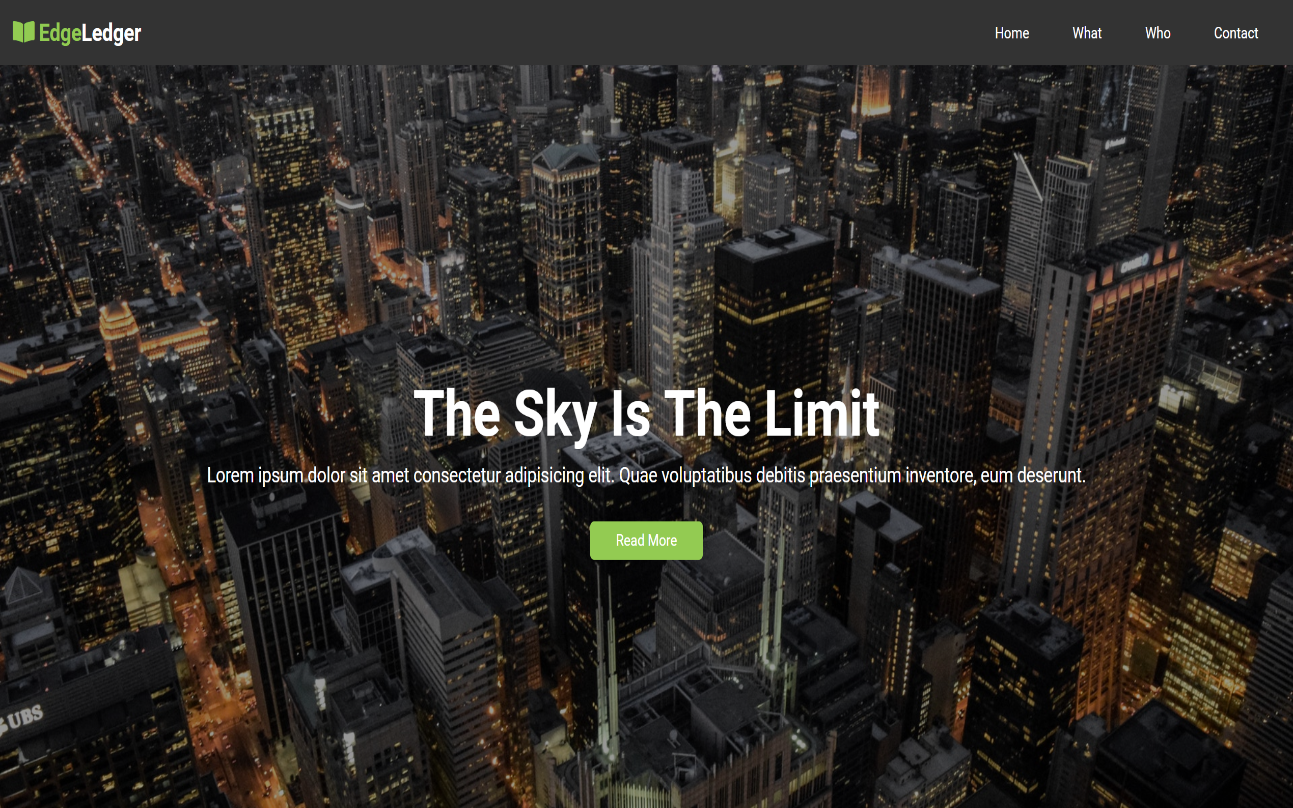 EdgeLedger
Home What Who Contact
The Sky Is The Limit
Lorem ipsum dolor sit amet consectetur adipisicing elit. Quae voluptatibus debitis praesentium inventore, eum deserunt.
Read More
UBS